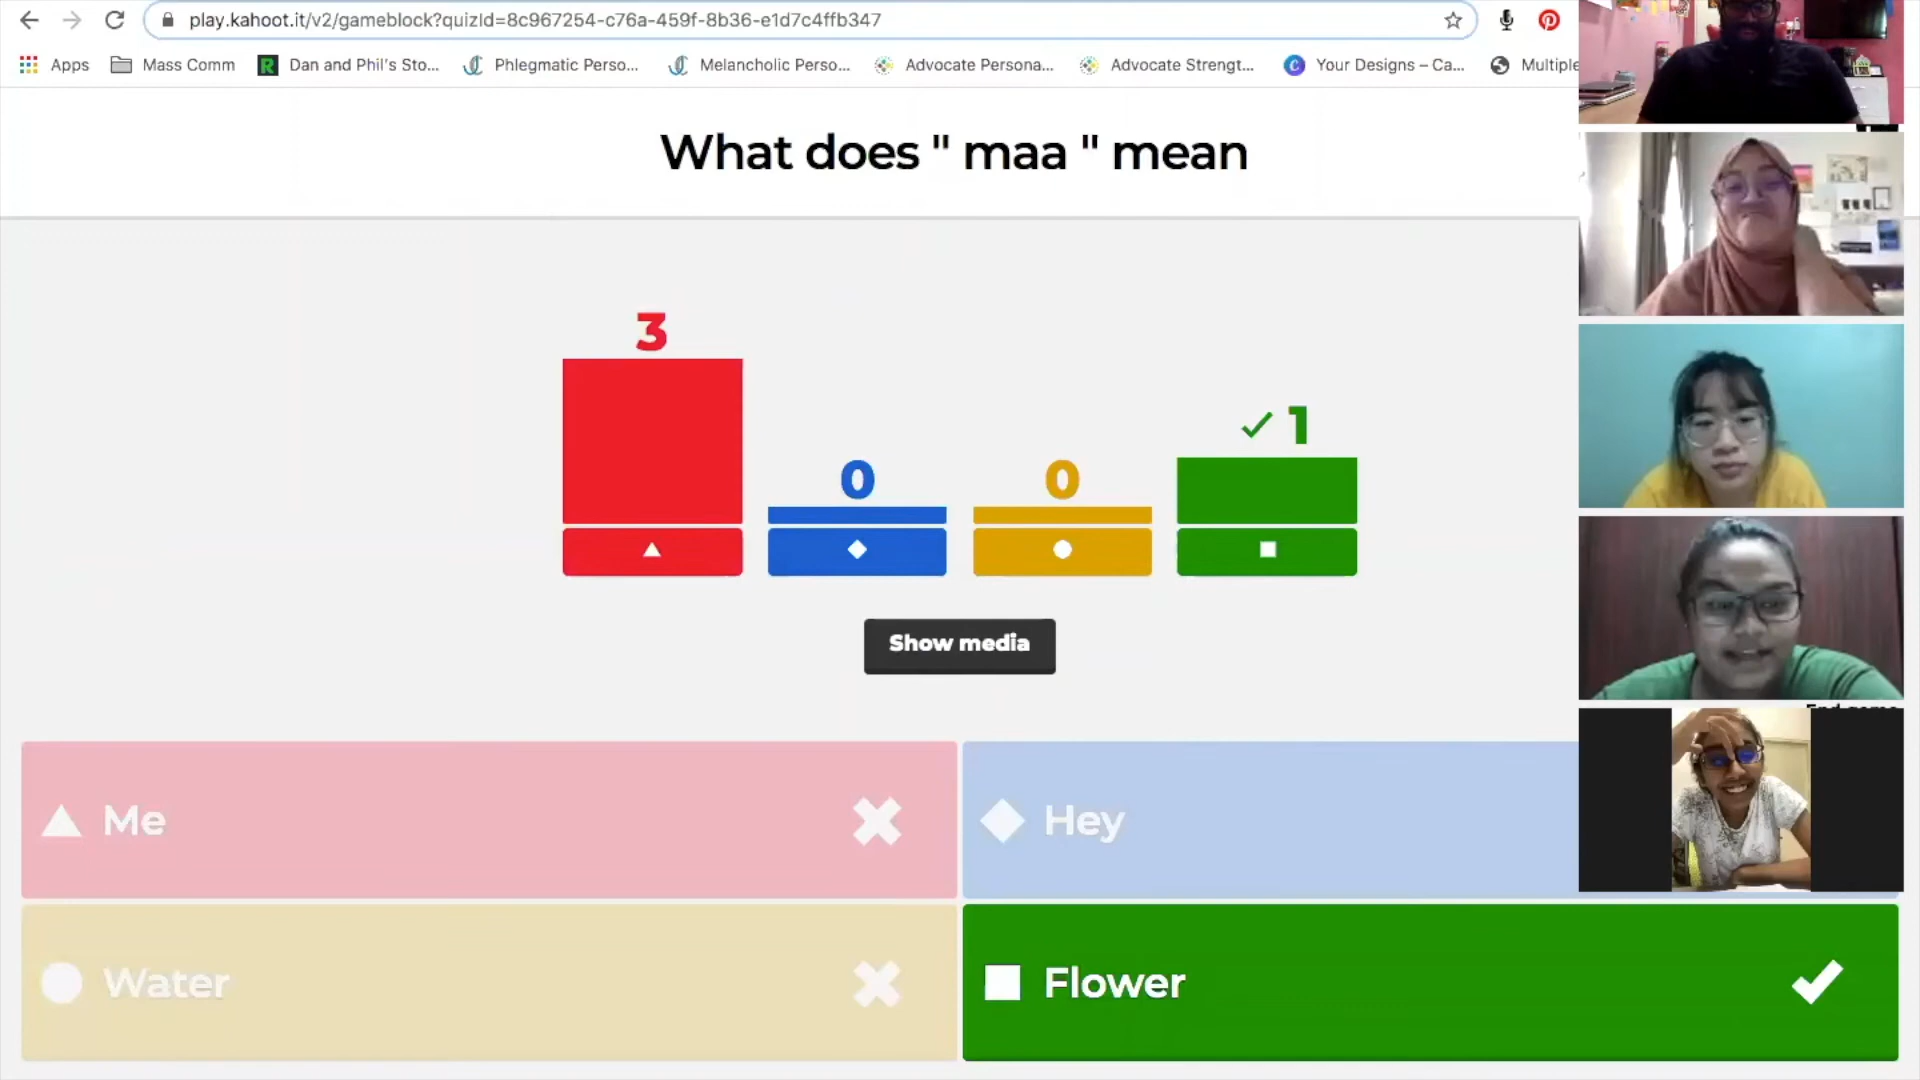 play.kahoot.it/v2/gameblock?quizId=8c967254-c76a-459f-8b36-e1d7c4ffb347
Apps Mass Comm Dan and Phil's Sto... Phlegmatic Perso... Melancholic Perso... Advocate Persona... Advocate Strengt... Your Designs – Ca... Multiple
What does " maa " mean
3
0
0
1
Show media
Me
Hey
Water
Flower